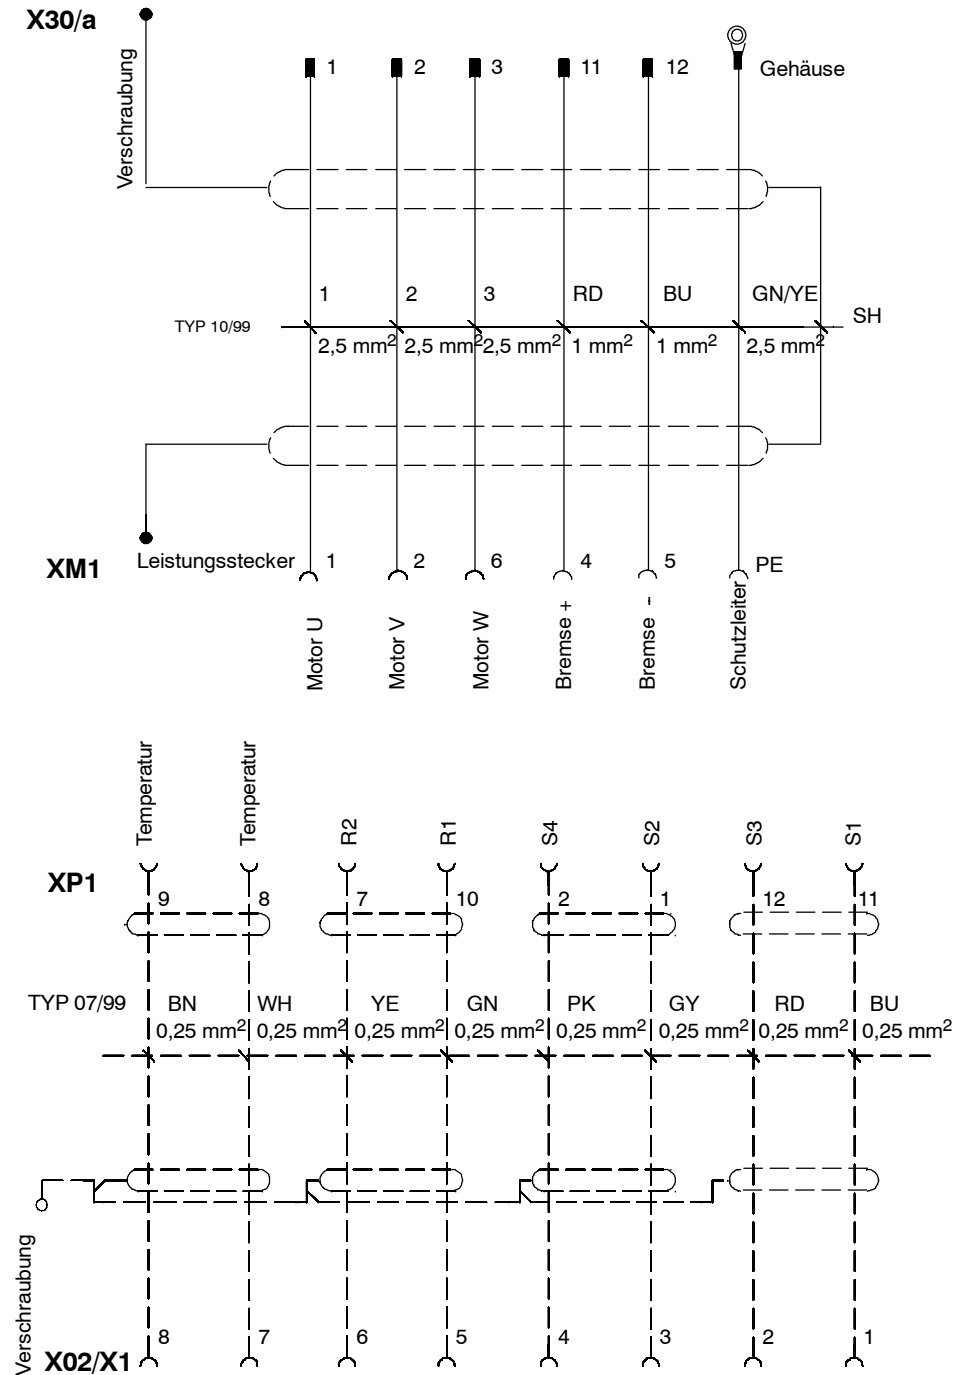 X30/a
Verschraubung
1 2 3 11 12 Gehäuse
1 2 3 RD BU GN/YE
SH
TYP 10/99
2,5 mm² 2,5 mm² 2,5 mm² 1 mm² 1 mm² 2,5 mm²
XM1
Leistungsstecker
1 2 6 4 5 PE
Motor U
Motor V
Motor W
Bremse +
Bremse -
Schutzleiter
Temperatur
Temperatur
R2
R1
S4
S2
S3
S1
XP1
9 8 7 10 2 1 12 11
TYP 07/99
BN WH YE GN PK GY RD BU
0,25 mm² 0,25 mm² 0,25 mm² 0,25 mm² 0,25 mm² 0,25 mm² 0,25 mm² 0,25 mm²
Verschraubung
8 7 6 5 4 3 2 1
X02/X1